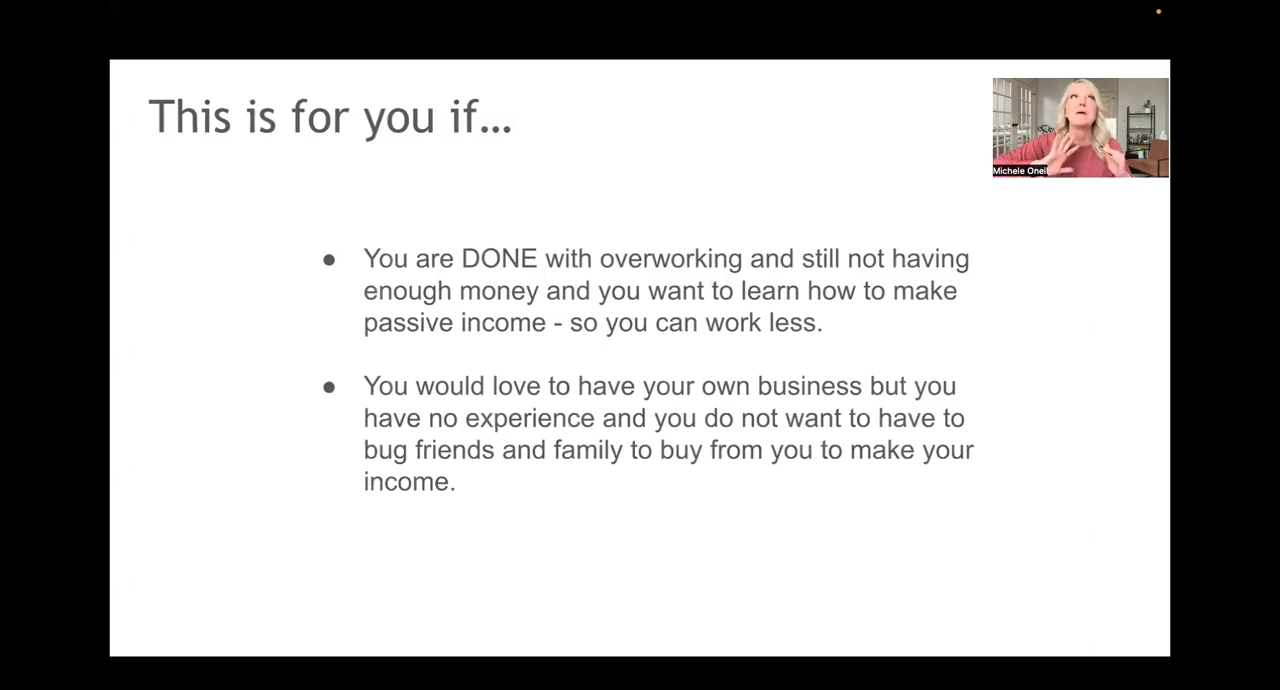 This is for you if...
Michele Oneil
● You are DONE with overworking and still not having
enough money and you want to learn how to make
passive income - so you can work less.
● You would love to have your own business but you
have no experience and you do not want to have to
bug friends and family to buy from you to make your
income.